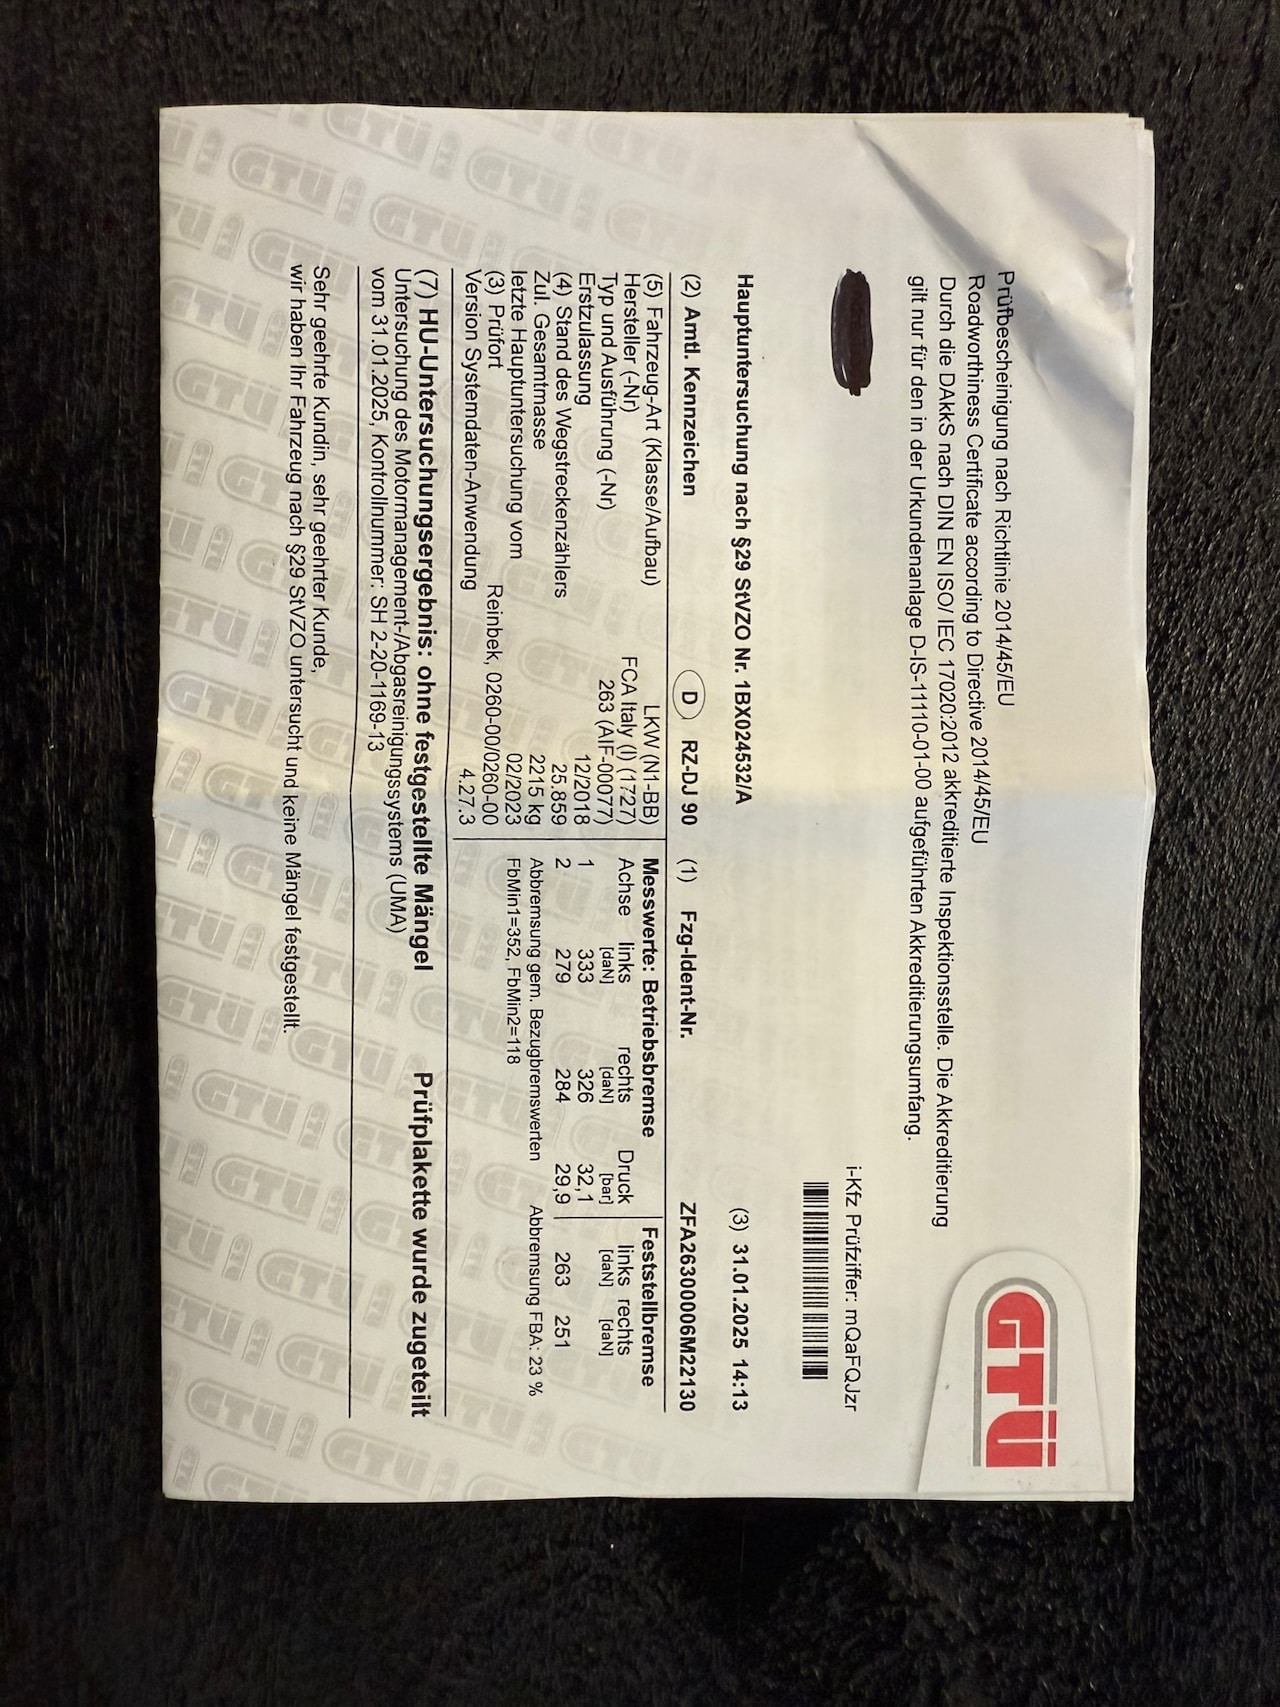 GTÜ
Prüfbescheinigung nach Richtlinie 2014/45/EU
Roadworthiness Certificate according to Directive 2014/45/EU
Durch die DAkkS nach DIN EN ISO/ IEC 17020:2012 akkreditierte Inspektionsstelle. Die Akkreditierung
gilt nur für den in der Urkundenanlage D-IS-11110-01-00 aufgeführten Akkreditierungsumfang.
i-Kfz Prüfziffer: mQaFQJzr
Hauptuntersuchung nach §29 StVZO Nr. 1BX024532/A (3) 31.01.2025 14:13
(2) Amtl. Kennzeichen D RZ-DJ 90 (1) Fzg-Ident-Nr. ZFA26300006M22130
(5) Fahrzeug-Art (Klasse/Aufbau) LKW (N1-BB) Messwerte: Betriebsbremse Feststellbremse
Hersteller (-Nr) FCA Italy (I) (1727) Achse links rechts Druck links rechts
Typ und Ausführung (-Nr) 263 (AIF-00077) [daN] [daN] [bar] [daN] [daN]
Erstzulassung 12/2018 1 333 326 32,1
(4) Stand des Wegstreckenzählers 25.859 2 279 284 29,9 263 251
Zul. Gesamtmasse 2215 kg Abbremsung gem. Bezugbremswerten Abbremsung FBA: 23 %
letzte Hauptuntersuchung vom 02/2023 FbMin1=352, FbMin2=118
(3) Prüfort Reinbek, 0260-00/0260-00
Version Systemdaten-Anwendung 4.27.3
(7) HU-Untersuchungsergebnis: ohne festgestellte Mängel Prüfplakette wurde zugeteilt
Untersuchung des Motormanagement-/Abgasreinigungssystems (UMA)
vom 31.01.2025, Kontrollnummer: SH 2-20-1169-13
Sehr geehrte Kundin, sehr geehrter Kunde,
wir haben Ihr Fahrzeug nach §29 StVZO untersucht und keine Mängel festgestellt.